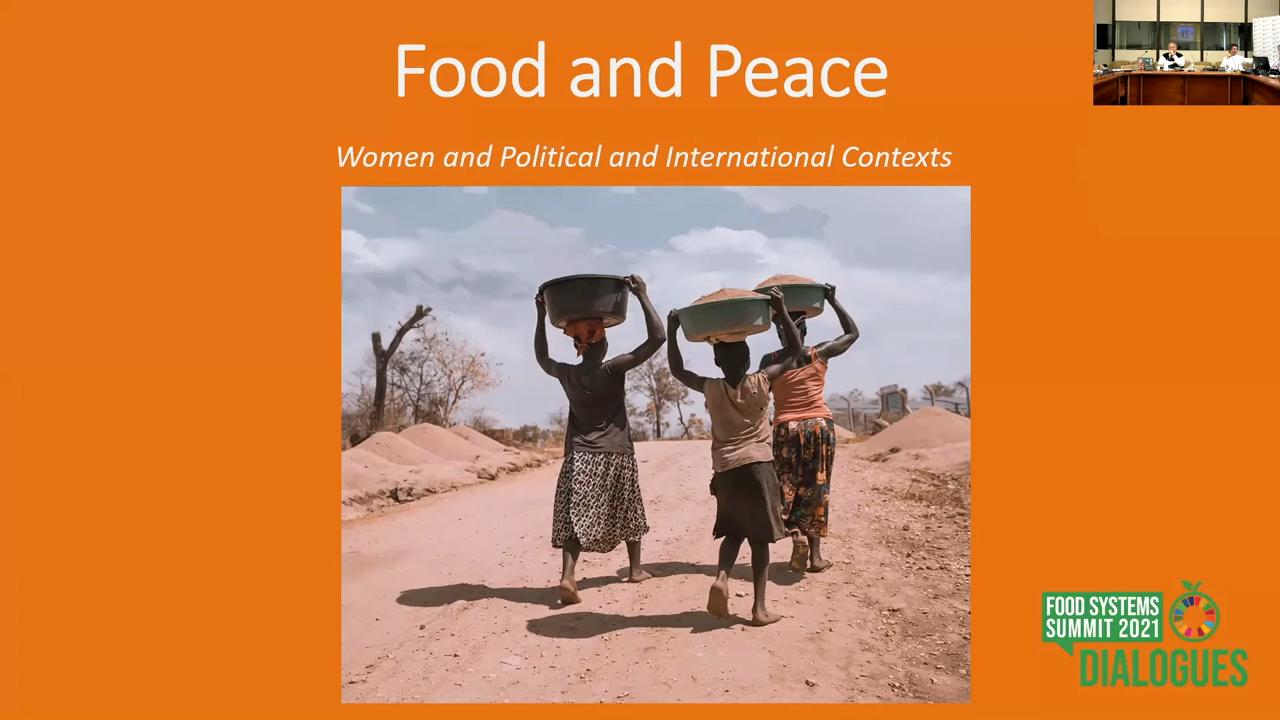 Food and Peace
Women and Political and International Contexts
FOOD SYSTEMS
SUMMIT 2021
DIALOGUES